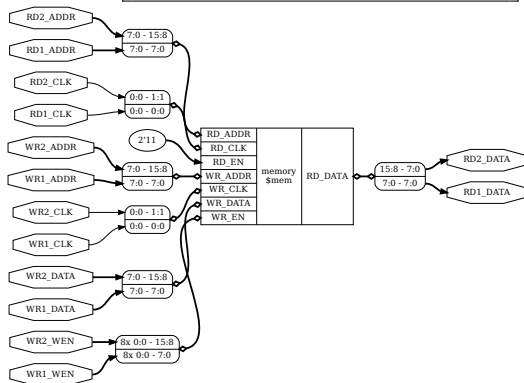 RD2_ADDR
RD1_ADDR
7:0 - 15:8
7:0 - 7:0
RD2_CLK
RD1_CLK
0:0 - 1:1
0:0 - 0:0
2'11
WR2_ADDR
WR1_ADDR
7:0 - 15:8
7:0 - 7:0
WR2_CLK
WR1_CLK
0:0 - 1:1
0:0 - 0:0
WR2_DATA
WR1_DATA
7:0 - 15:8
7:0 - 7:0
WR2_WEN
WR1_WEN
8x 0:0 - 15:8
8x 0:0 - 7:0
RD_ADDR
RD_CLK
RD_EN
WR_ADDR
WR_CLK
WR_DATA
WR_EN
memory
$mem
RD_DATA
15:8 - 7:0
7:0 - 7:0
RD2_DATA
RD1_DATA